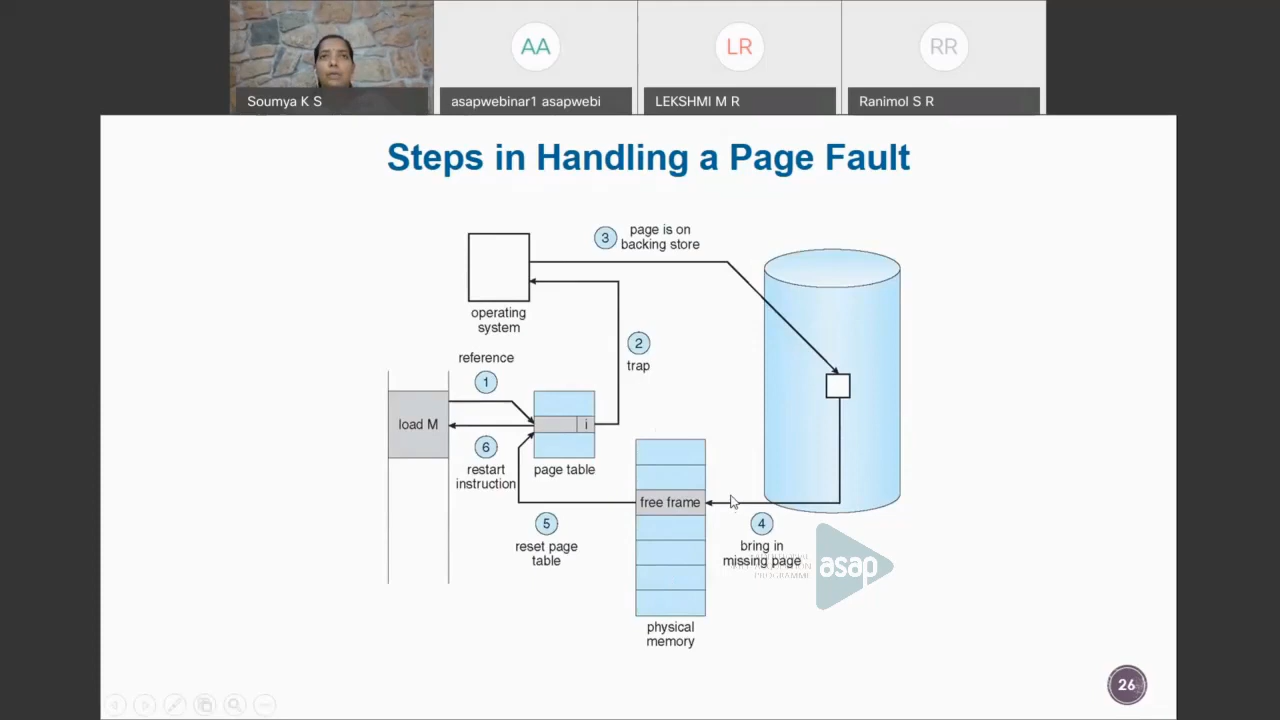 AA
LR
RR
Soumya K S
asapwebinar1 asapwebi
LEKSHMI M R
Ranimol S R
Steps in Handling a Page Fault
3
page is on
backing store
operating
system
2
trap
reference
1
load M
i
6
restart
instruction
page table
free frame
5
reset page
table
4
bring in
missing page
PROGRAMME
asap
physical
memory
26